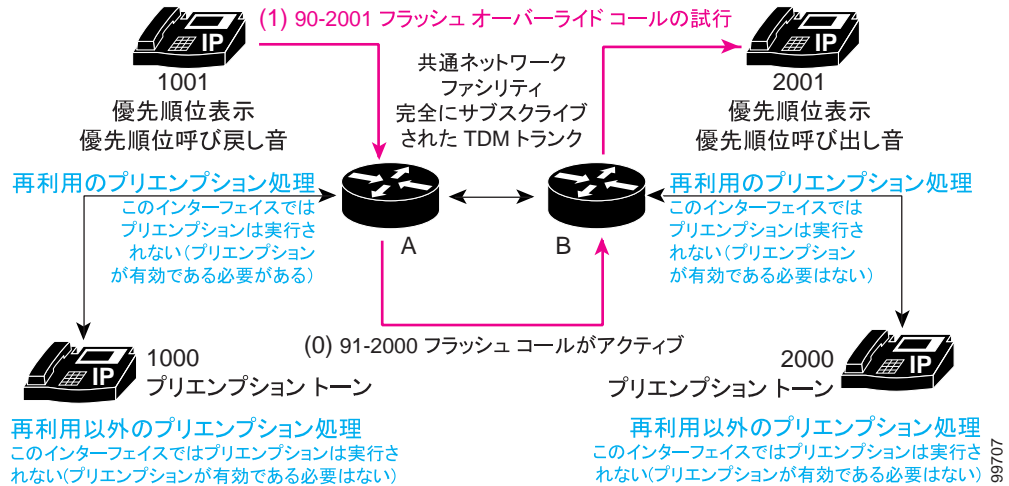 (1) 90-2001 フラッシュ オーバーライド コールの試行
IP
1001
優先順位表示
優先順位呼び戻し音
共通ネットワーク
ファシリティ
完全にサブスクライブ
された TDM トランク
IP
2001
優先順位表示
優先順位呼び出し音
再利用のプリエンプション処理
このインターフェイスでは
プリエンプションは実行さ
れない(プリエンプション
が有効である必要がある)
A
B
再利用のプリエンプション処理
このインターフェイスでは
プリエンプションは実行さ
れない(プリエンプション
が有効である必要はない)
(0) 91-2000 フラッシュ コールがアクティブ
IP
1000
プリエンプション トーン
2000
プリエンプション トーン
IP
再利用以外のプリエンプション処理
このインターフェイスではプリエンプションは実行さ
れない(プリエンプションが有効である必要はない)
再利用以外のプリエンプション処理
このインターフェイスではプリエンプションは実行さ
れない(プリエンプションが有効である必要はない)
99707